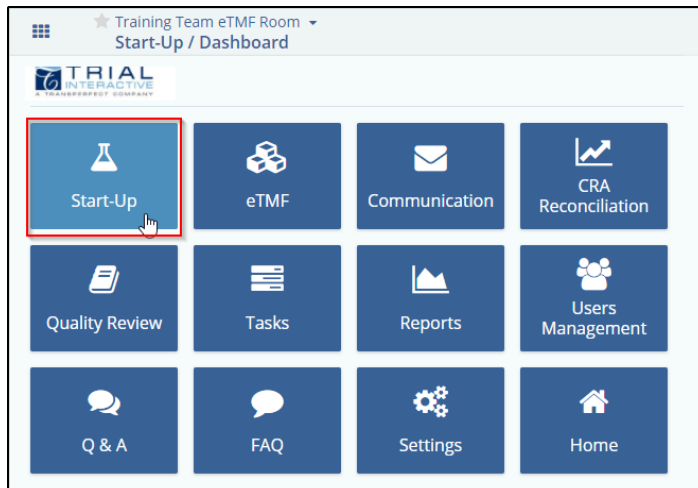 Training Team eTMF Room
Start-Up / Dashboard
TRIAL
INTERACTIVE
A TRANSPERFECT COMPANY
Start-Up
eTMF
Communication
CRA
Reconciliation
Quality Review
Tasks
Reports
Users
Management
Q & A
FAQ
Settings
Home